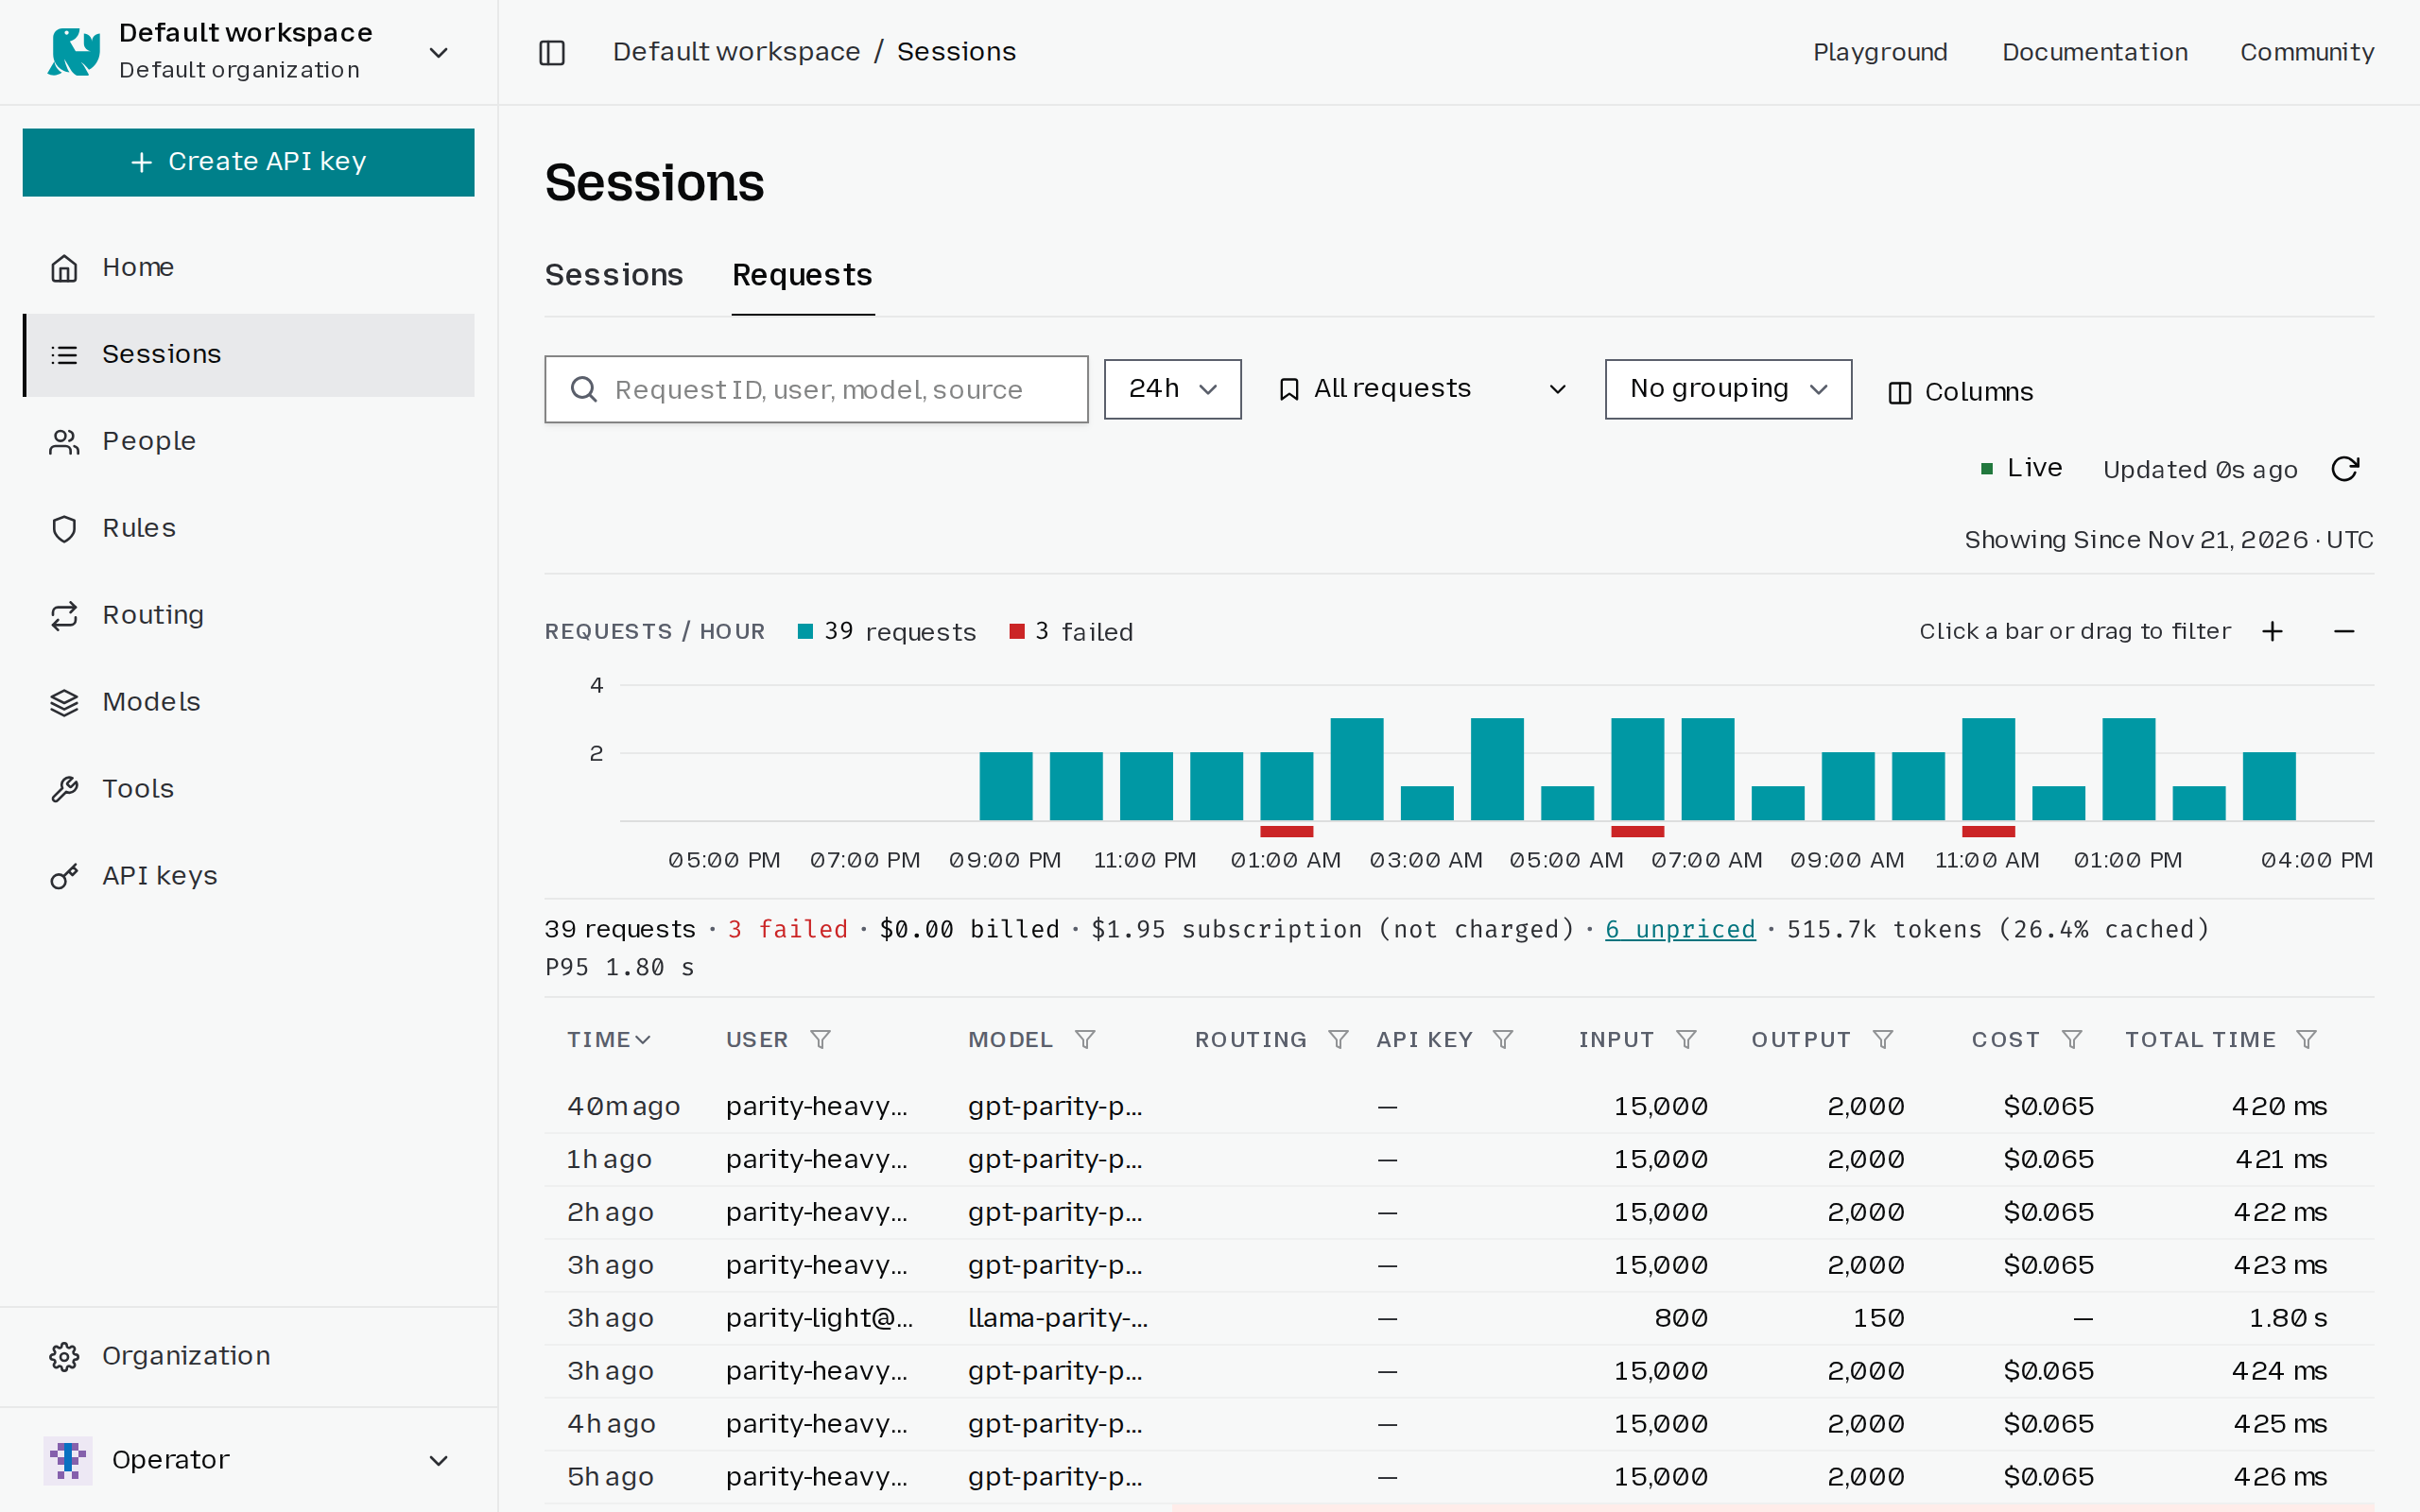 Default workspace
Default organization
Default workspace / Sessions
Playground
Documentation
Community
Create API key
Home
Sessions
People
Rules
Routing
Models
Tools
API keys
Organization
Operator
Sessions
Sessions
Requests
Request ID, user, model, source
24h
All requests
No grouping
Columns
Live
Updated 0s ago
Showing Since Nov 21, 2026 · UTC
REQUESTS / HOUR
39 requests
3 failed
Click a bar or drag to filter
4
2
05:00 PM
07:00 PM
09:00 PM
11:00 PM
01:00 AM
03:00 AM
05:00 AM
07:00 AM
09:00 AM
11:00 AM
01:00 PM
04:00 PM
39 requests · 3 failed · $0.00 billed · $1.95 subscription (not charged) · 6 unpriced · 515.7k tokens (26.4% cached)
P95 1.80 s
TIME USER MODEL ROUTING API KEY INPUT OUTPUT COST TOTAL TIME
40m ago parity-heavy... gpt-parity-p... — 15,000 2,000 $0.065 420 ms
1h ago parity-heavy... gpt-parity-p... — 15,000 2,000 $0.065 421 ms
2h ago parity-heavy... gpt-parity-p... — 15,000 2,000 $0.065 422 ms
3h ago parity-heavy... gpt-parity-p... — 15,000 2,000 $0.065 423 ms
3h ago parity-light@... llama-parity-... — 800 150 — 1.80 s
3h ago parity-heavy... gpt-parity-p... — 15,000 2,000 $0.065 424 ms
4h ago parity-heavy... gpt-parity-p... — 15,000 2,000 $0.065 425 ms
5h ago parity-heavy... gpt-parity-p... — 15,000 2,000 $0.065 426 ms